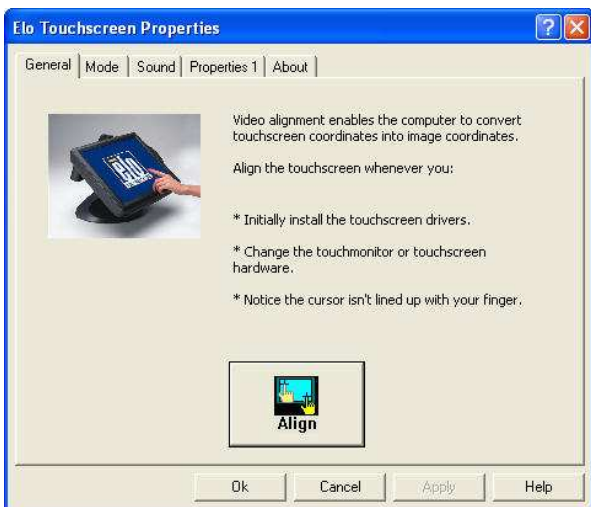 Elo Touchscreen Properties
General Mode Sound Properties 1 About
Video alignment enables the computer to convert
touchscreen coordinates into image coordinates.
Align the touchscreen whenever you:
* Initially install the touchscreen drivers.
* Change the touchmonitor or touchscreen
hardware.
* Notice the cursor isn't lined up with your finger.
elo
Align
Ok Cancel Apply Help